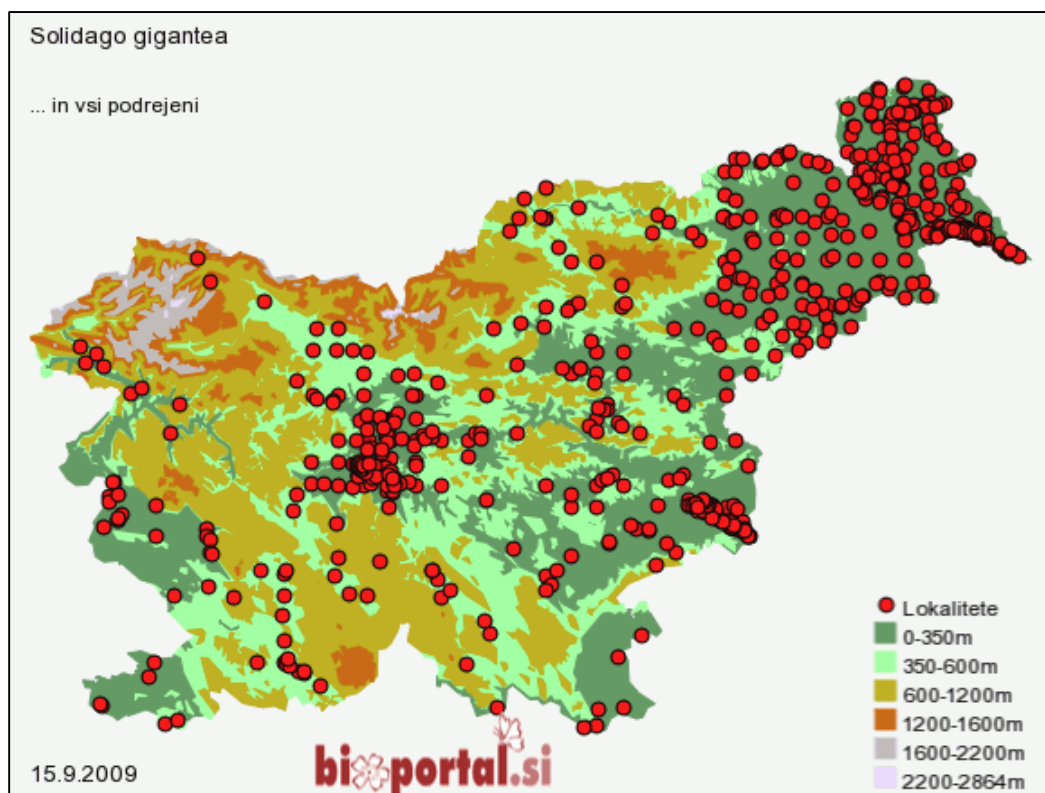 Solidago gigantea
... in vsi podrejeni
Lokalitete
0-350m
350-600m
600-1200m
1200-1600m
1600-2200m
2200-2864m
15.9.2009
bioportal.si